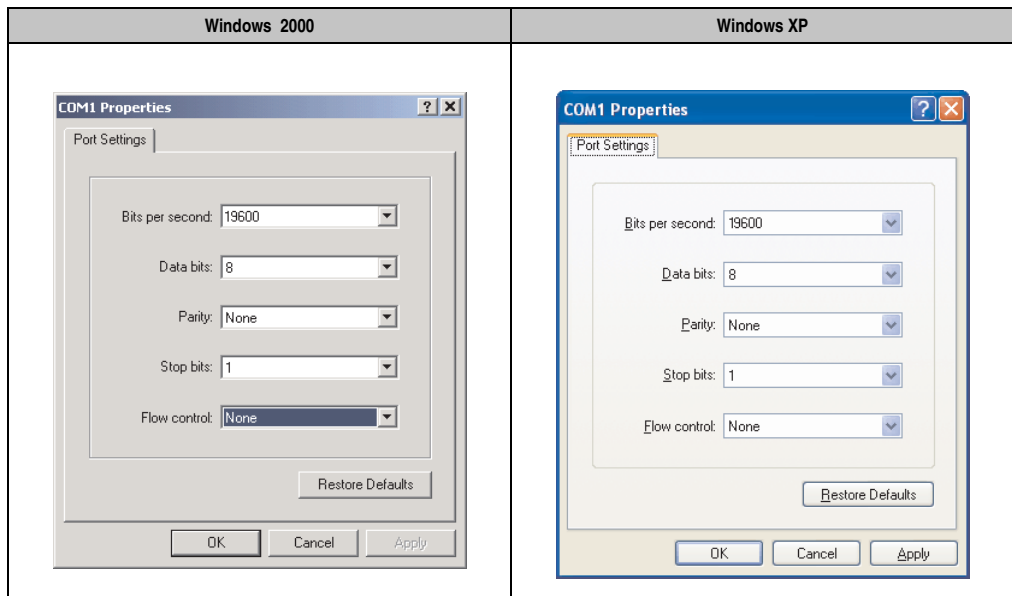 Windows 2000
COM1 Properties
? X
Port Settings
Bits per second: 19600
Data bits: 8
Parity: None
Stop bits: 1
Flow control: None
Restore Defaults
OK Cancel Apply
Windows XP
COM1 Properties
? X
Port Settings
Bits per second: 19600
Data bits: 8
Parity: None
Stop bits: 1
Flow control: None
Restore Defaults
OK Cancel Apply